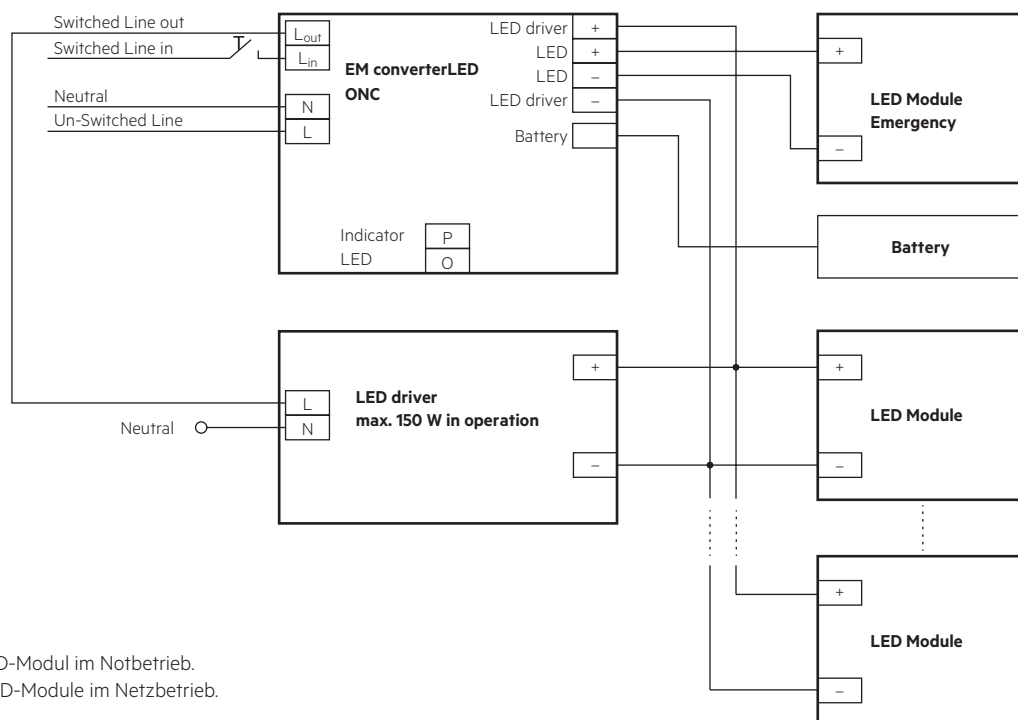 Switched Line out
Switched Line in
Neutral
Un-Switched Line
Lout
Lin
N
L
EM converterLED
ONC
LED driver +
LED +
LED –
LED driver –
Battery
Indicator
LED
P
O
+
LED Module
Emergency
–
Battery
Neutral
L
N
LED driver
max. 150 W in operation
+
–
+
LED Module
–
+
LED Module
–
D-Modul im Notbetrieb.
D-Module im Netzbetrieb.